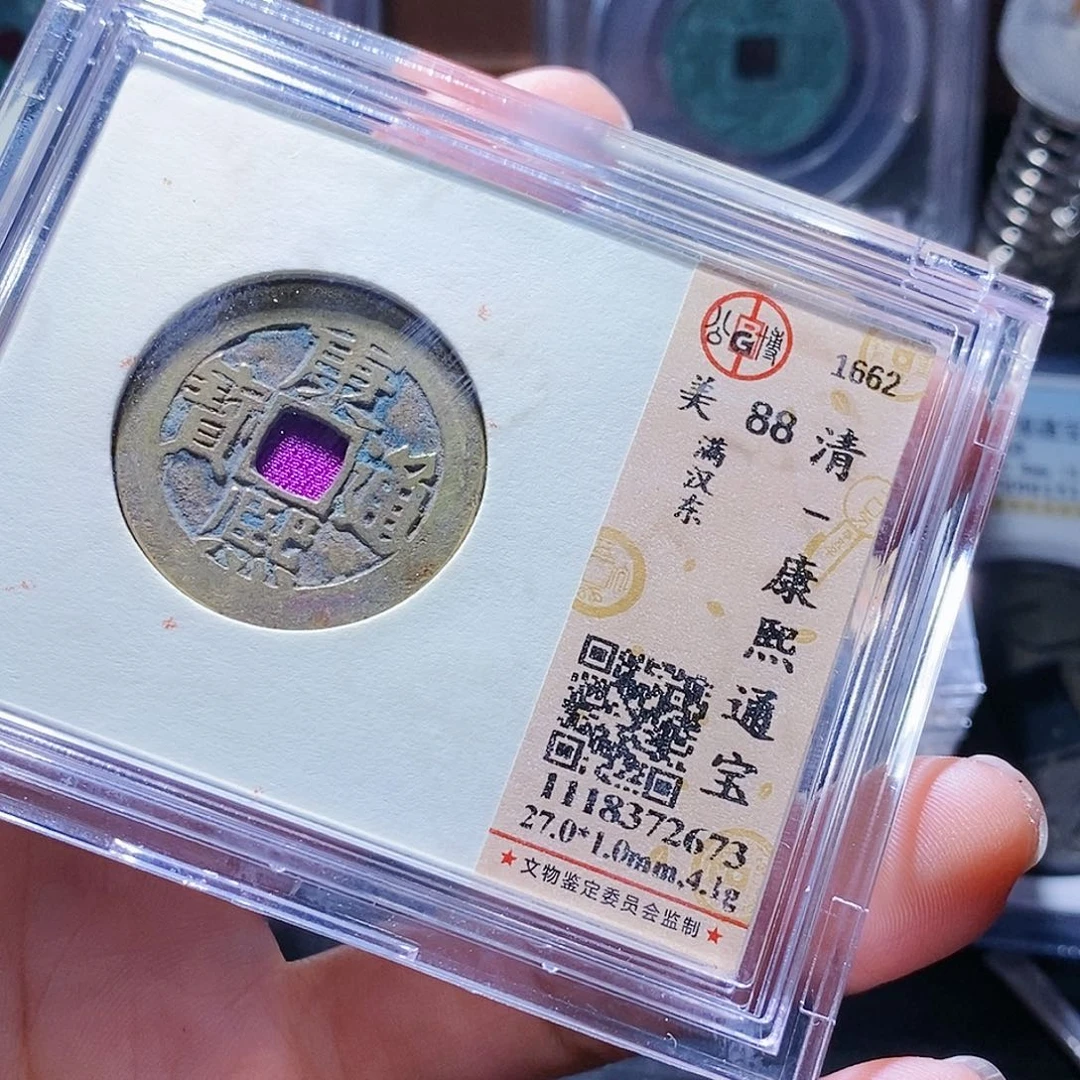 康熙通寶
公G博
1662
美 88
满汉东
清一康熙通宝
1118372673
27.0*1.0mm,4.1g
★文物鉴定委员会监制★